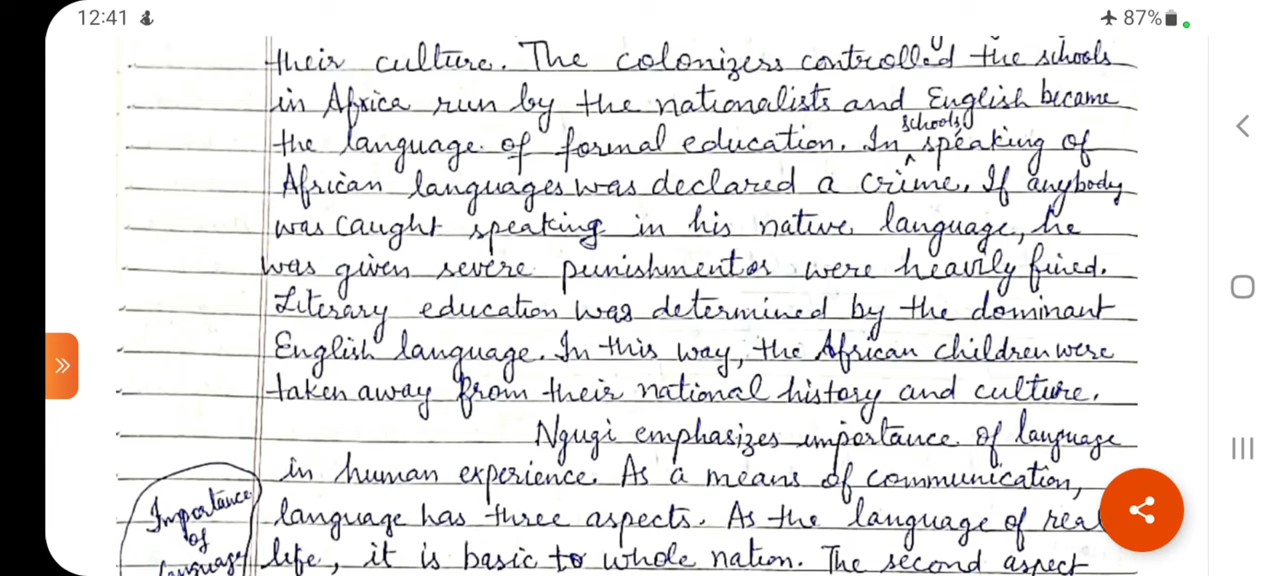 12:41
87%
their culture. The colonizers controlled the schools
in Africa run by the nationalists and English became
the language of formal education. In schools speaking of
African languages was declared a crime. If anybody
was caught speaking in his native language, he
was given severe punishment or were heavily fined.
Literary education was determined by the dominant
English language. In this way, the African children were
taken away from their national history and culture.
Ngugi emphasizes importance of language
in human experience. As a means of communication,
Importance
of
language
language has three aspects. As the language of real
life, it is basic to whole nation. The second aspect